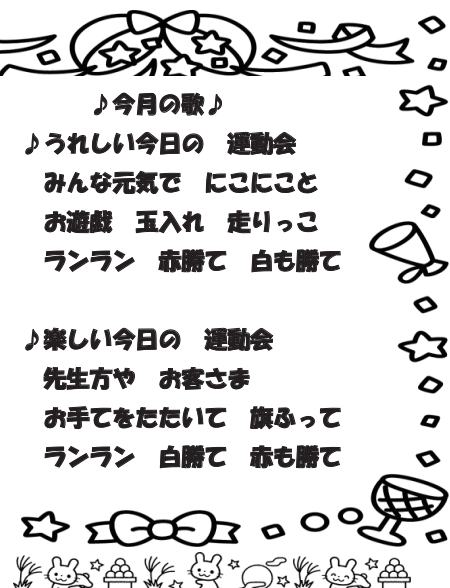 ♪今月の歌♪
♪うれしい今日の　運動会
みんな元気で　にこにこと
お遊戯　玉入れ　走りっこ
ランラン　赤勝て　白も勝て
♪楽しい今日の　運動会
先生方や　お客さま
お手てをたたいて　旗ふって
ランラン　白勝て　赤も勝て